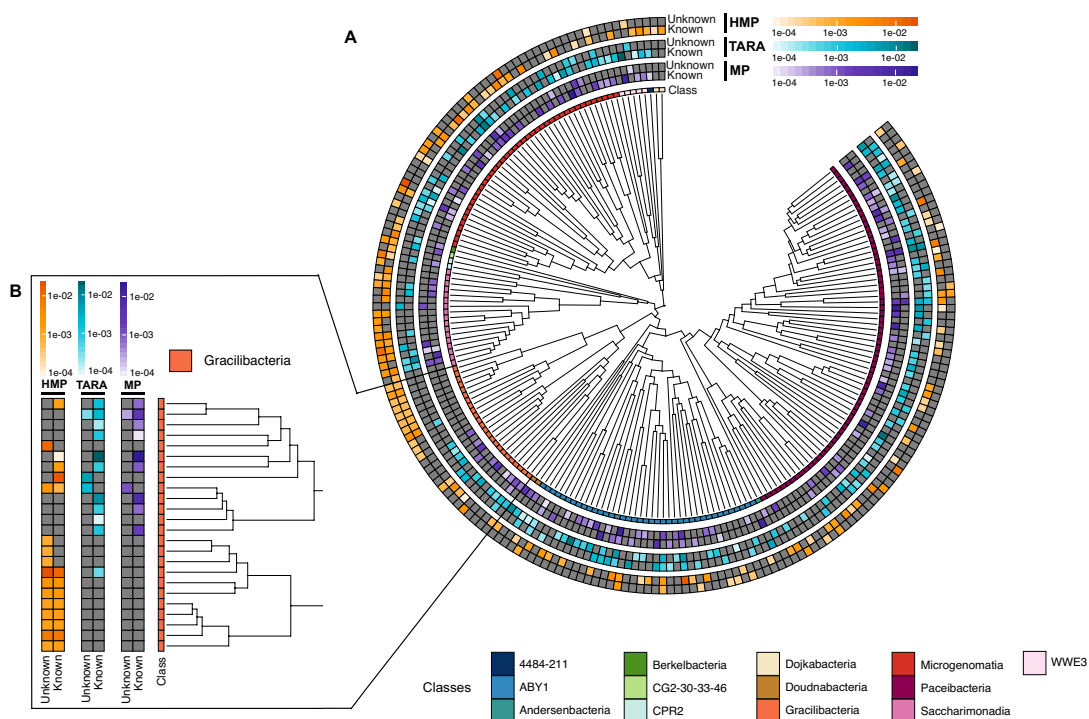 A
Unknown
Known
Unknown
Known
Unknown
Known
Class
HMP
1e-04 1e-03 1e-02
TARA
1e-04 1e-03 1e-02
MP
1e-04 1e-03 1e-02
B
1e-02 1e-02 1e-02
1e-03 1e-03 1e-03
1e-04 1e-04 1e-04
HMP TARA MP
Gracilibacteria
Unknown Known Unknown Known Unknown Known Class
Classes
4484-211
ABY1
Andersenbacteria
Berkelbacteria
CG2-30-33-46
CPR2
Dojkabacteria
Doudnabacteria
Gracilibacteria
Microgenomatia
Paceibacteria
Saccharimonadia
WWE3